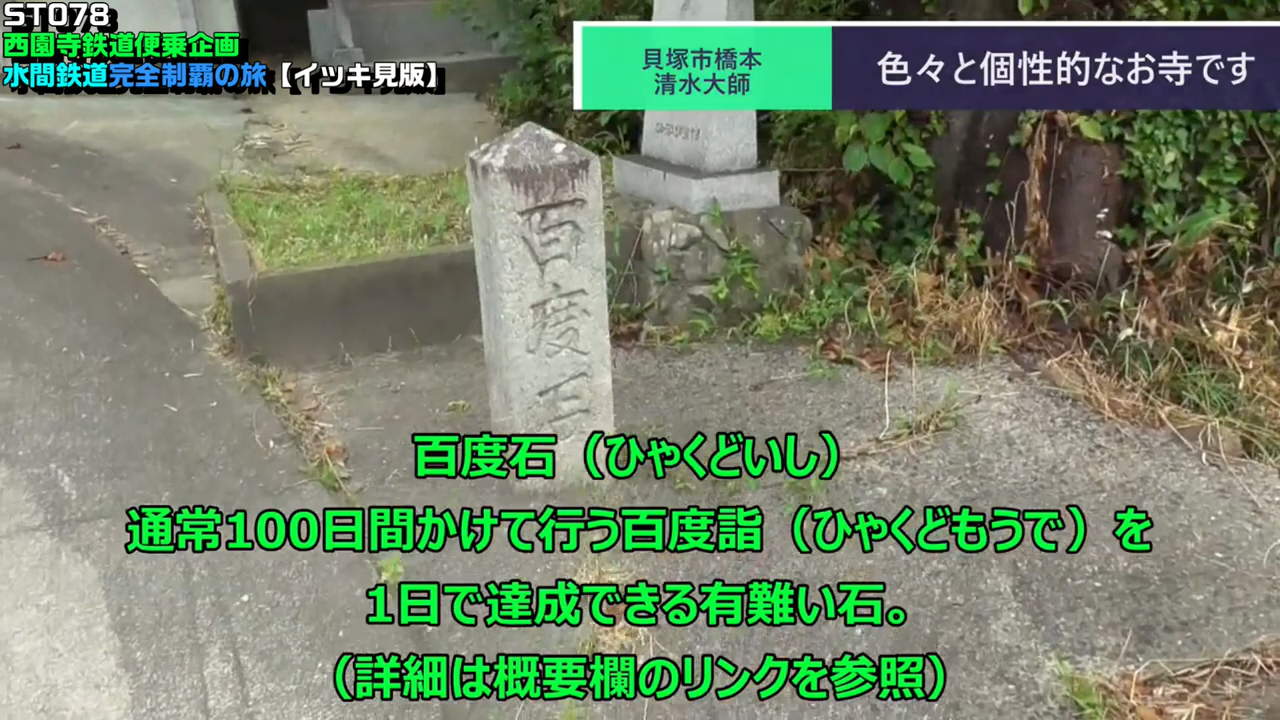 ST078
西園寺鉄道便乗企画
水間鉄道完全制覇の旅【イッキ見版】
貝塚市橋本
清水大師
色々と個性的なお寺です
百度石
百度石（ひゃくどいし）
通常100日間かけて行う百度詣（ひゃくどもうで）を
1日で達成できる有難い石。
（詳細は概要欄のリンクを参照）